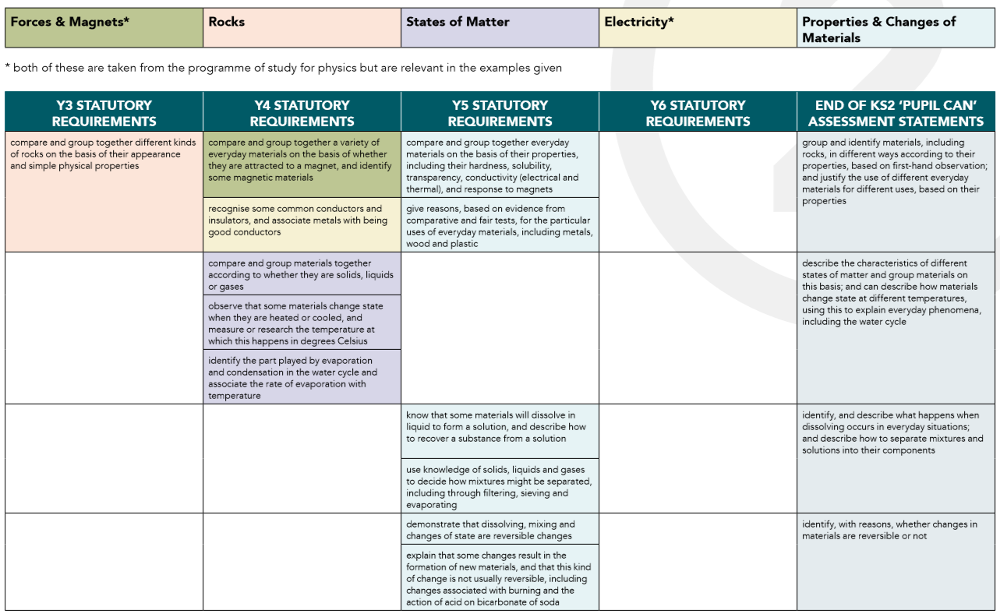 Forces & Magnets*
Rocks
States of Matter
Electricity*
Properties & Changes of
Materials
* both of these are taken from the programme of study for physics but are relevant in the examples given
Y3 STATUTORY
REQUIREMENTS
Y4 STATUTORY
REQUIREMENTS
Y5 STATUTORY
REQUIREMENTS
Y6 STATUTORY
REQUIREMENTS
END OF KS2 ‘PUPIL CAN’
ASSESSMENT STATEMENTS
compare and group together different kinds
of rocks on the basis of their appearance
and simple physical properties
compare and group together a variety of
everyday materials on the basis of whether
they are attracted to a magnet, and identify
some magnetic materials
compare and group together everyday
materials on the basis of their properties,
including their hardness, solubility,
transparency, conductivity (electrical and
thermal), and response to magnets
group and identify materials, including
rocks, in different ways according to their
properties, based on first-hand observation;
and justify the use of different everyday
materials for different uses, based on their
properties
recognise some common conductors and
insulators, and associate metals with being
good conductors
give reasons, based on evidence from
comparative and fair tests, for the particular
uses of everyday materials, including metals,
wood and plastic
compare and group materials together
according to whether they are solids, liquids
or gases
describe the characteristics of different
states of matter and group materials on
this basis; and can describe how materials
change state at different temperatures,
using this to explain everyday phenomena,
including the water cycle
observe that some materials change state
when they are heated or cooled, and
measure or research the temperature at
which this happens in degrees Celsius
identify the part played by evaporation
and condensation in the water cycle and
associate the rate of evaporation with
temperature
know that some materials will dissolve in
liquid to form a solution, and describe how
to recover a substance from a solution
identify, and describe what happens when
dissolving occurs in everyday situations;
and describe how to separate mixtures and
solutions into their components
use knowledge of solids, liquids and gases
to decide how mixtures might be separated,
including through filtering, sieving and
evaporating
demonstrate that dissolving, mixing and
changes of state are reversible changes
identify, with reasons, whether changes in
materials are reversible or not
explain that some changes result in the
formation of new materials, and that this kind
of change is not usually reversible, including
changes associated with burning and the
action of acid on bicarbonate of soda